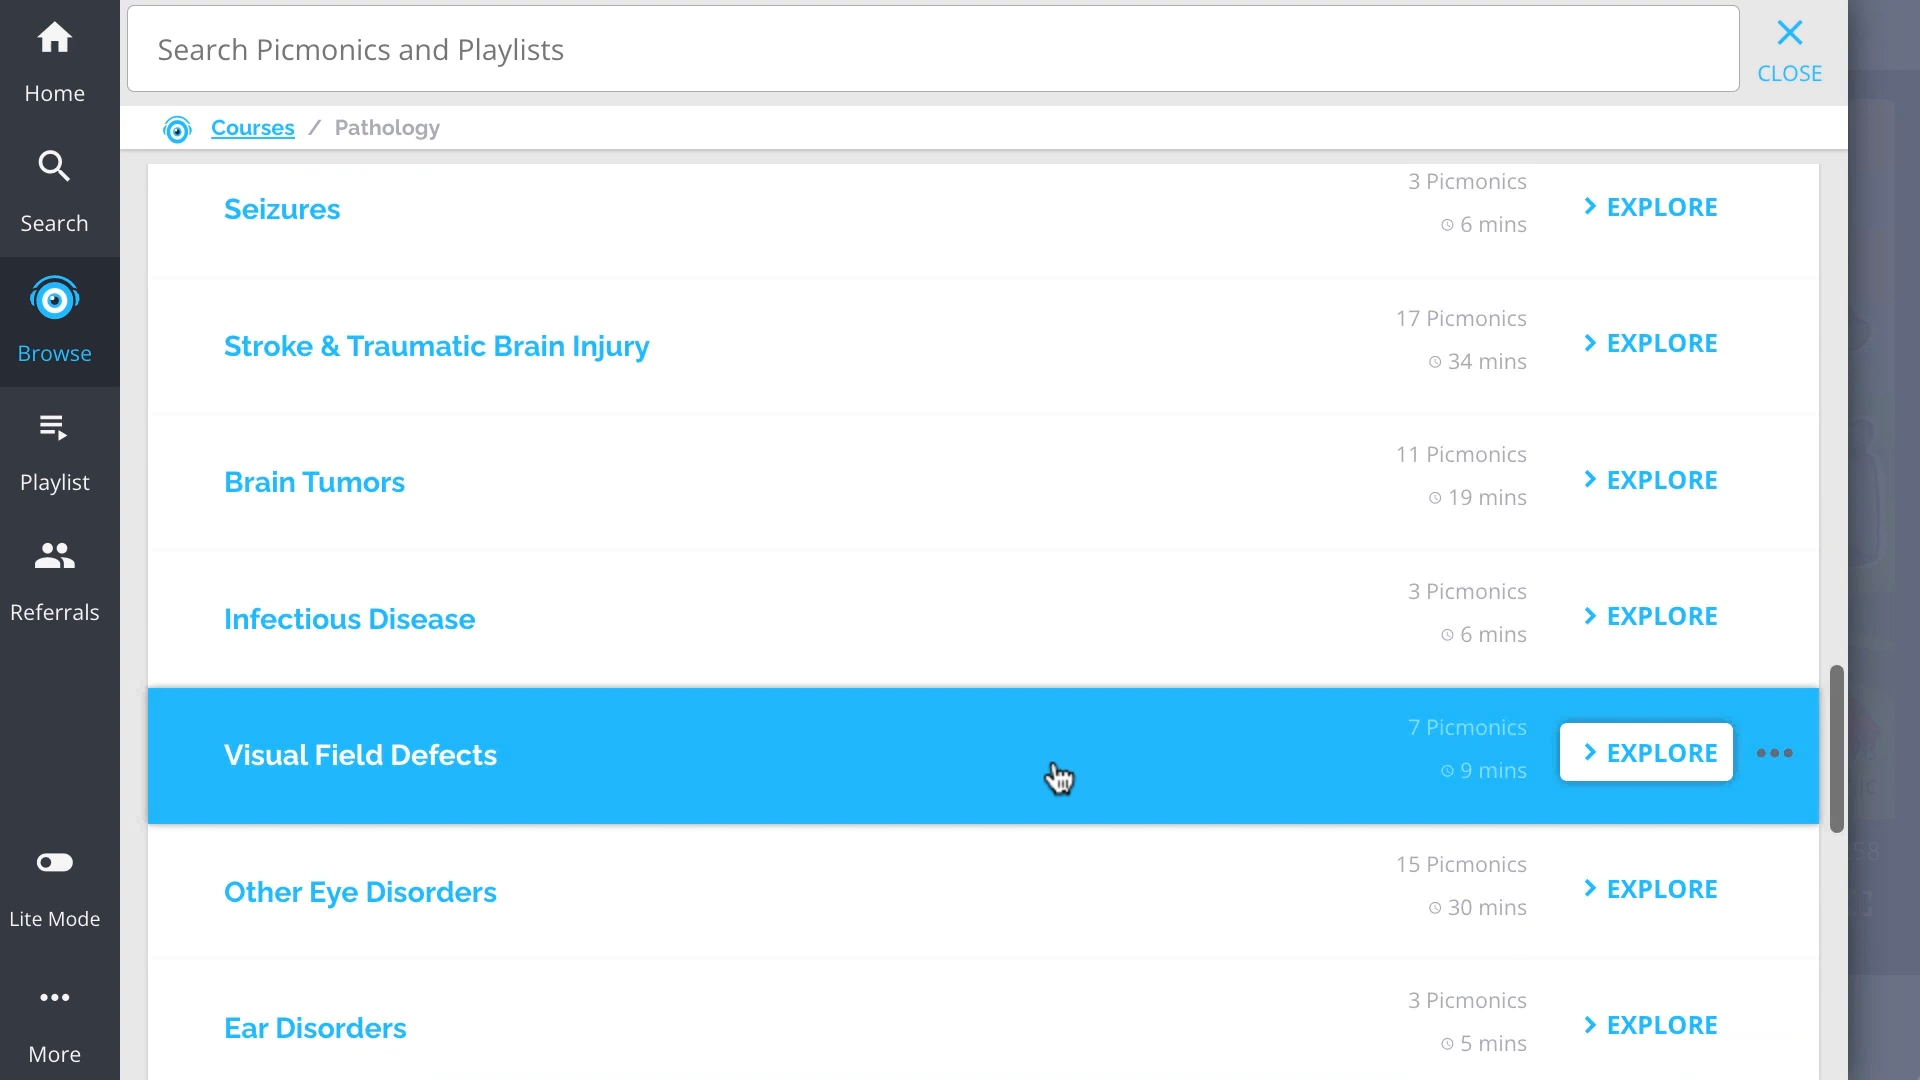 Home
Search
Browse
Playlist
Referrals
Lite Mode
More
Search Picmonics and Playlists
CLOSE
Courses / Pathology
Seizures
3 Picmonics
6 mins
EXPLORE
Stroke & Traumatic Brain Injury
17 Picmonics
34 mins
EXPLORE
Brain Tumors
11 Picmonics
19 mins
EXPLORE
Infectious Disease
3 Picmonics
6 mins
EXPLORE
Visual Field Defects
7 Picmonics
9 mins
EXPLORE
Other Eye Disorders
15 Picmonics
30 mins
EXPLORE
Ear Disorders
3 Picmonics
5 mins
EXPLORE